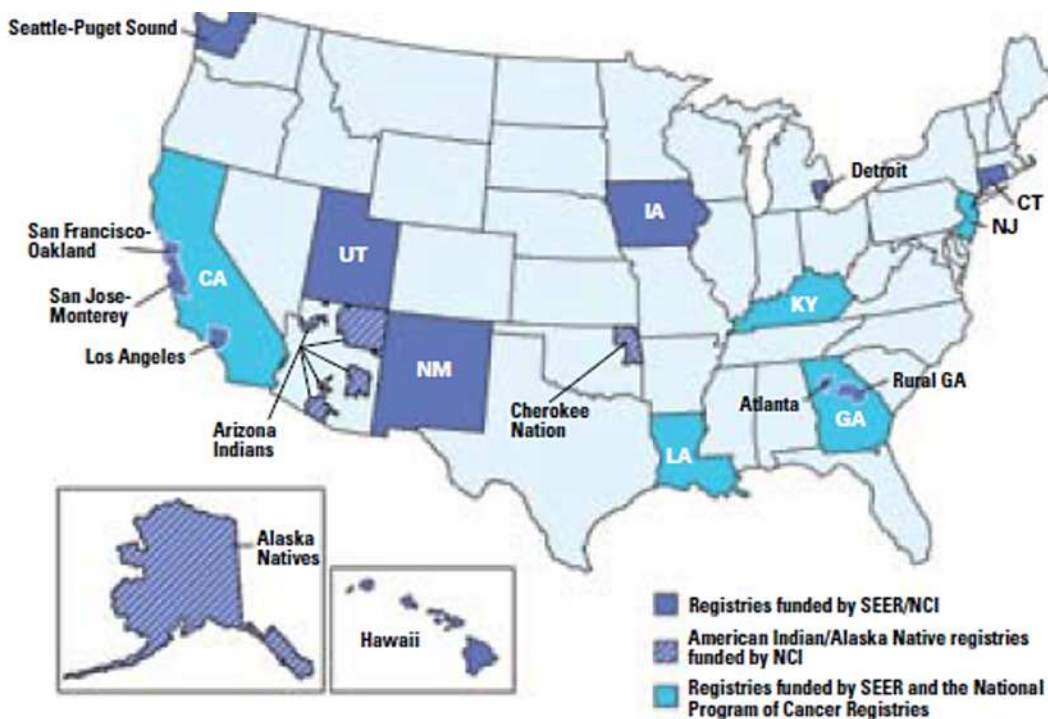 Seattle-Puget Sound
Detroit
CT
NJ
IA
UT
San Francisco-
Oakland
CA
San Jose-
Monterey
Los Angeles
KY
NM
Arizona
Indians
Cherokee
Nation
Atlanta
Rural GA
GA
LA
Alaska
Natives
Hawaii
Registries funded by SEER/NCI
American Indian/Alaska Native registries
funded by NCI
Registries funded by SEER and the National
Program of Cancer Registries